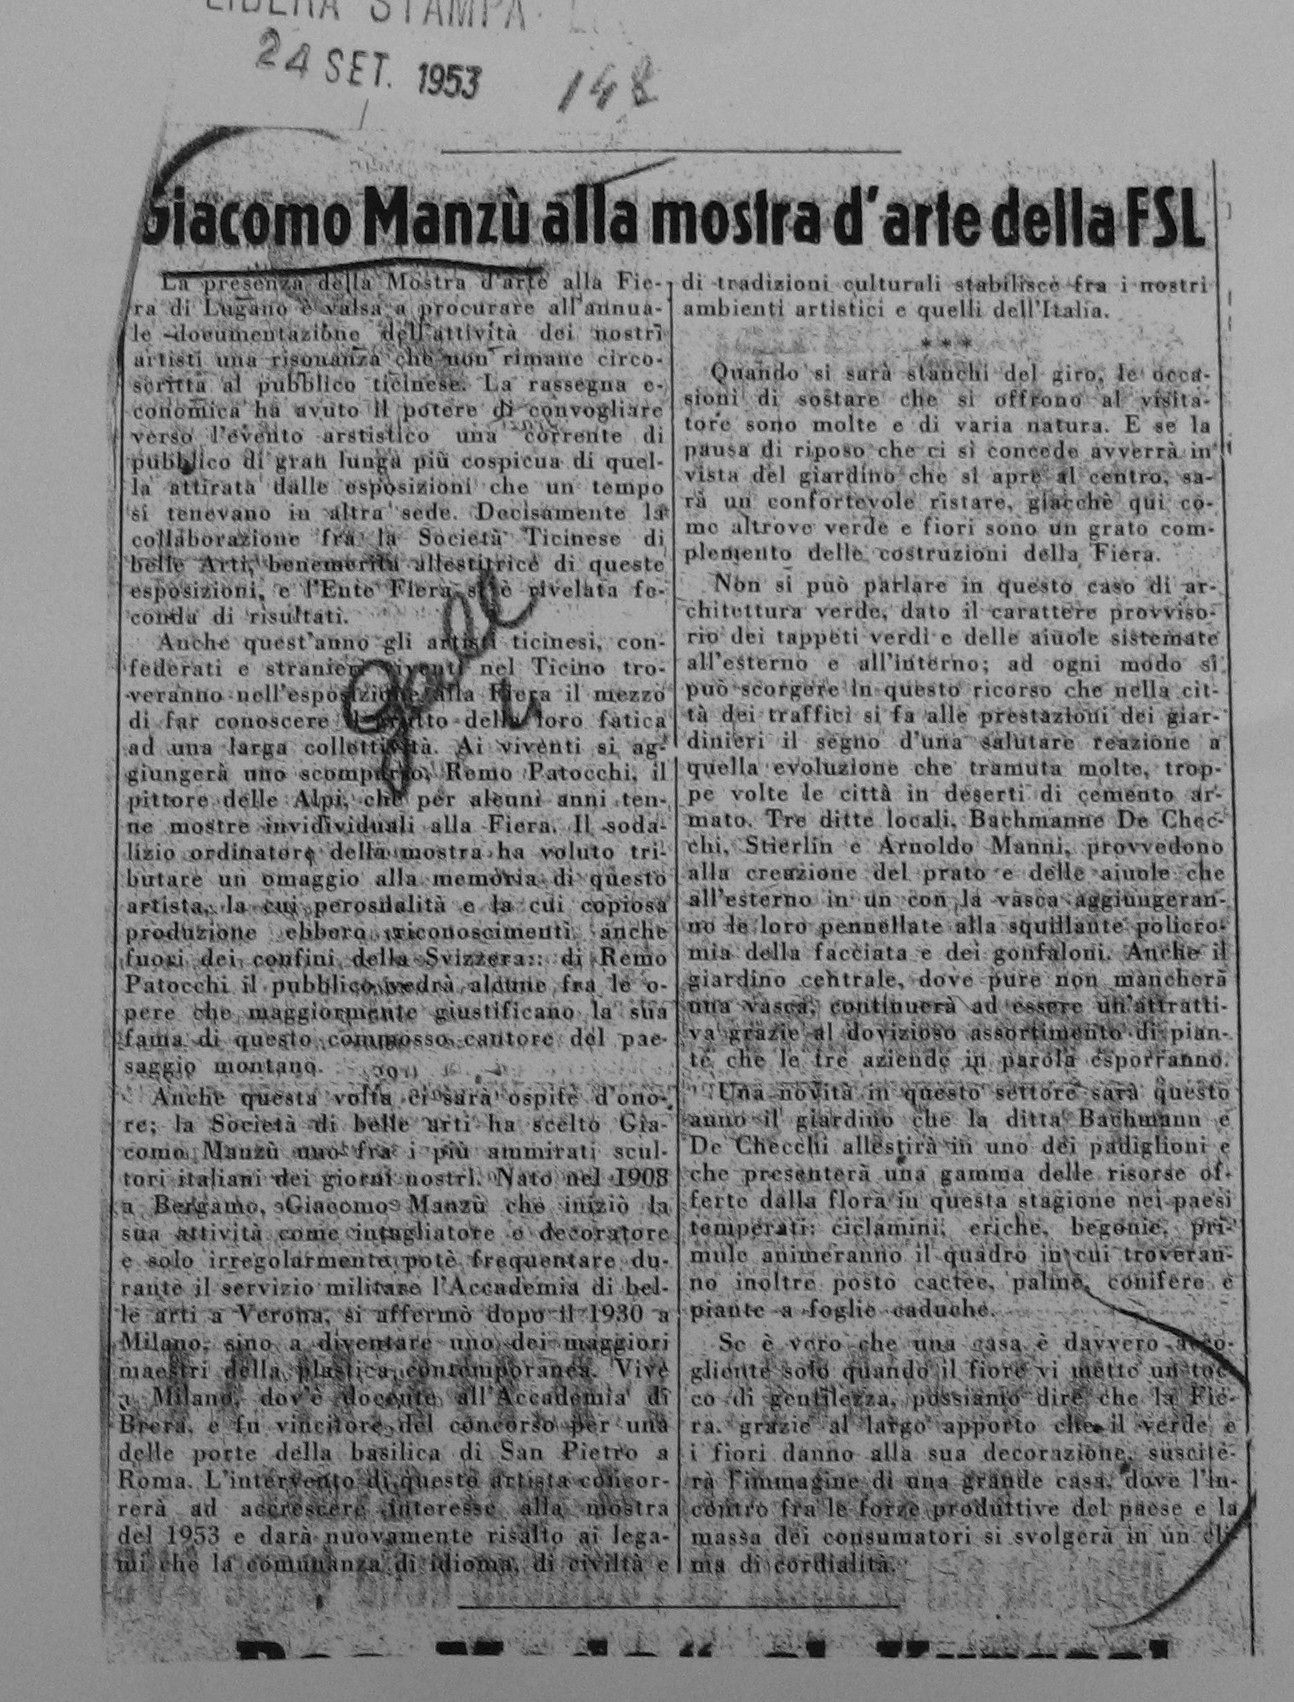 LIBERA STAMPA
24 SET. 1953
148
Giacomo Manzù alla mostra d'arte della FSL
La presenza della Mostra d'arte alla Fie-
ra di Lugano è valsa a procurare all'annua-
le documentazione dell'attività dei nostri
artisti una risonanza che non rimane circo-
scritta al pubblico ticinese. La rassegna e-
conomica ha avuto il potere di convogliare
verso l'evento arstistico una corrente di
pubblico di gran lunga più cospicua di quel-
la attirata dalle esposizioni che un tempo
si tenevano in altra sede. Decisamente la
collaborazione fra la Società Ticinese di
belle Arti, benemerita allestitrice di queste
esposizioni, e l'Ente Fiera si è rivelata fe-
conda di risultati.
Anche quest'anno gli artisti ticinesi, con-
federati e stranieri viventi nel Ticino tro-
veranno nell'esposizione alla Fiera il mezzo
di far conoscere il frutto della loro fatica
ad una larga collettività. Ai viventi si ag-
giungerà uno scomparso, Remo Patocchi, il
pittore delle Alpi, che per alcuni anni ten-
ne mostre invidividuali alla Fiera. Il soda-
lizio ordinatore della mostra ha voluto tri-
butare un omaggio alla memoria di questo
artista, la cui perosnalità e la cui copiosa
produzione ebbero riconoscimenti anche
fuori dei confini della Svizzera:: di Remo
Patocchi il pubblico vedrà alcune fra le o-
pere che maggiormente giustificano la sua
fama di questo commosso cantore del pae-
saggio montano.
Anche questa volta ci sarà ospite d'ono-
re; la Società di belle arti ha scelto Gia-
como Manzù uno fra i più ammirati scul-
tori italiani dei giorni nostri. Nato nel 1908
a Bergamo, Giacomo Manzù che iniziò la
sua attività come intagliatore e decoratore
e solo irregolarmente potè frequentare du-
rante il servizio militare l'Accademia di bel-
le arti a Verona, si affermò dopo il 1930 a
Milano, sino a diventare uno dei maggiori
maestri della plastica contemporanea. Vive
a Milano, dov'è docente all'Accademia di
Brera, e fu vincitore del concorso per una
delle porte della basilica di San Pietro a
Roma. L'intervento di questo artista concor-
rerà ad accrescere interesse alla mostra
del 1953 e darà nuovamente risalto ai lega-
mi che la comunanza di idioma, di civiltà e
di tradizioni culturali stabilisce fra i nostri
ambienti artistici e quelli dell'Italia.
***
Quando si sarà stanchi del giro, le occa-
sioni di sostare che si offrono al visita-
tore sono molte e di varia natura. E se la
pausa di riposo che ci si concede avverrà in
vista del giardino che si apre al centro, sa-
rà un confortevole ristare, giacchè qui co-
me altrove verde e fiori sono un grato com-
plemento delle costruzioni della Fiera.
Non si può parlare in questo caso di ar-
chitettura verde, dato il carattere provviso-
rio dei tappeti verdi e delle aiuole sistemate
all'esterno e all'interno; ad ogni modo si
può scorgere in questo ricorso che nella cit-
tà dei traffici si fa alle prestazioni dei giar-
dinieri il segno d'una salutare reazione a
quella evoluzione che tramuta molte, trop-
pe volte le città in deserti di cemento ar-
mato. Tre ditte locali, Bachmanne De Chec-
chi, Stierlin e Arnoldo Manni, provvedono
alla creazione del prato e delle aiuole che
all'esterno in un con la vasca aggiungeran-
no le loro pennellate alla squillante policro-
mia della facciata e dei gonfaloni. Anche il
giardino centrale, dove pure non mancherà
una vasca, continuerà ad essere un'attratti-
va grazie al dovizioso assortimento di pian-
te che le tre aziende in parola esporranno.
Una novità in questo settore sarà questo
anno il giardino che la ditta Bachmann e
De Checchi allestirà in uno dei padiglioni e
che presenterà una gamma delle risorse of-
ferte dalla flora in questa stagione nei paesi
temperati: ciclamini, eriche, begonie, pri-
mule animeranno il quadro in cui troveran-
no inoltre posto cactee, palme, conifere e
piante a foglie caduche.
Se è vero che una casa è davvero acco-
gliente solo quando il fiore vi mette un toc-
co di gentilezza, possiamo dire che la Fie-
ra, grazie al largo apporto che il verde e
i fiori danno alla sua decorazione, suscite-
rà l'immagine di una grande casa, dove l'in-
contro fra le forze produttive del paese e la
massa dei consumatori si svolgerà in un cli-
ma di cordialità.